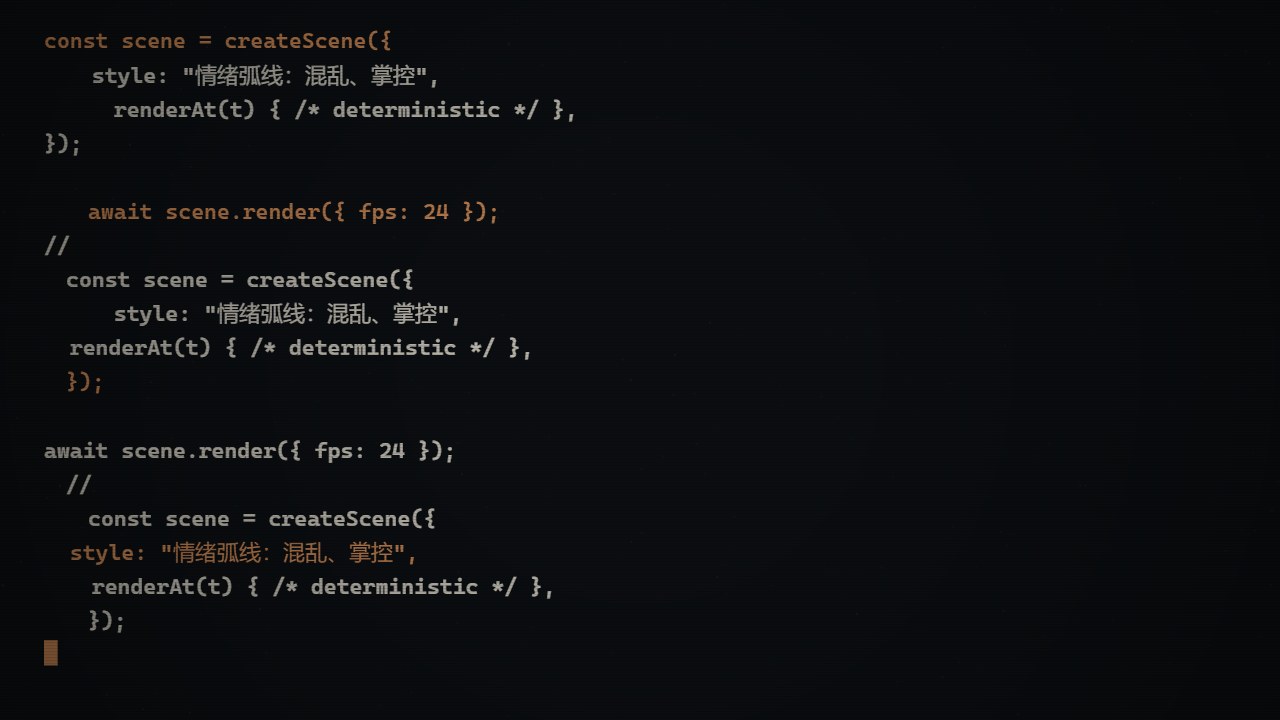 const scene = createScene({
style: "情绪弧线：混乱、掌控",
renderAt(t) { /* deterministic */ },
});
await scene.render({ fps: 24 });
//
const scene = createScene({
style: "情绪弧线：混乱、掌控",
renderAt(t) { /* deterministic */ },
});
await scene.render({ fps: 24 });
//
const scene = createScene({
style: "情绪弧线：混乱、掌控",
renderAt(t) { /* deterministic */ },
});